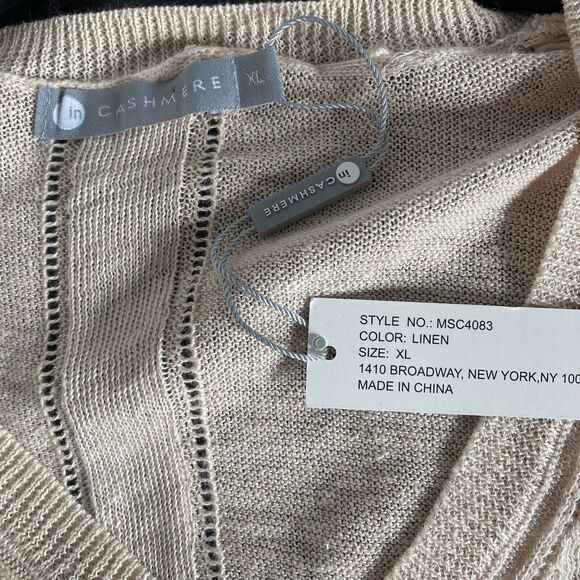 in CASHMERE XL
in CASHMERE
STYLE NO.: MSC4083
COLOR: LINEN
SIZE: XL
1410 BROADWAY, NEW YORK,NY 100
MADE IN CHINA